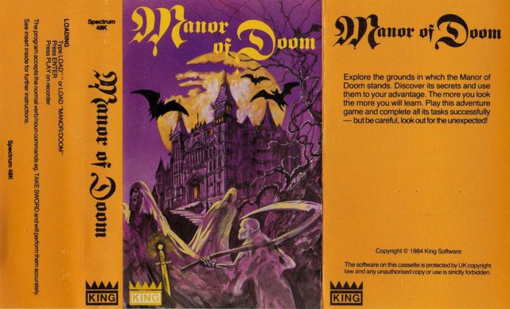 LOADING
Type LOAD"" or LOAD "MANOR/DOOM"
Press ENTER
Press PLAY on recorder
The program accepts the normal verb/noun commands eg. TAKE SWORD and will perform them accurately.
See insert inside for further instructions.
Spectrum 48K
Spectrum
48K
Manor of Doom
KING
Manor
of Doom
KING
Manor of Doom
Explore the grounds in which the Manor of
Doom stands. Discover its secrets and use
them to your advantage. The more you look
the more you will learn. Play this adventure
game and complete all its tasks successfully
— but be careful, look out for the unexpected!
Copyright © 1984 King Software
The software on this cassette is protected by UK copyright
law and any unauthorised copy or use is strictly forbidden.
KING